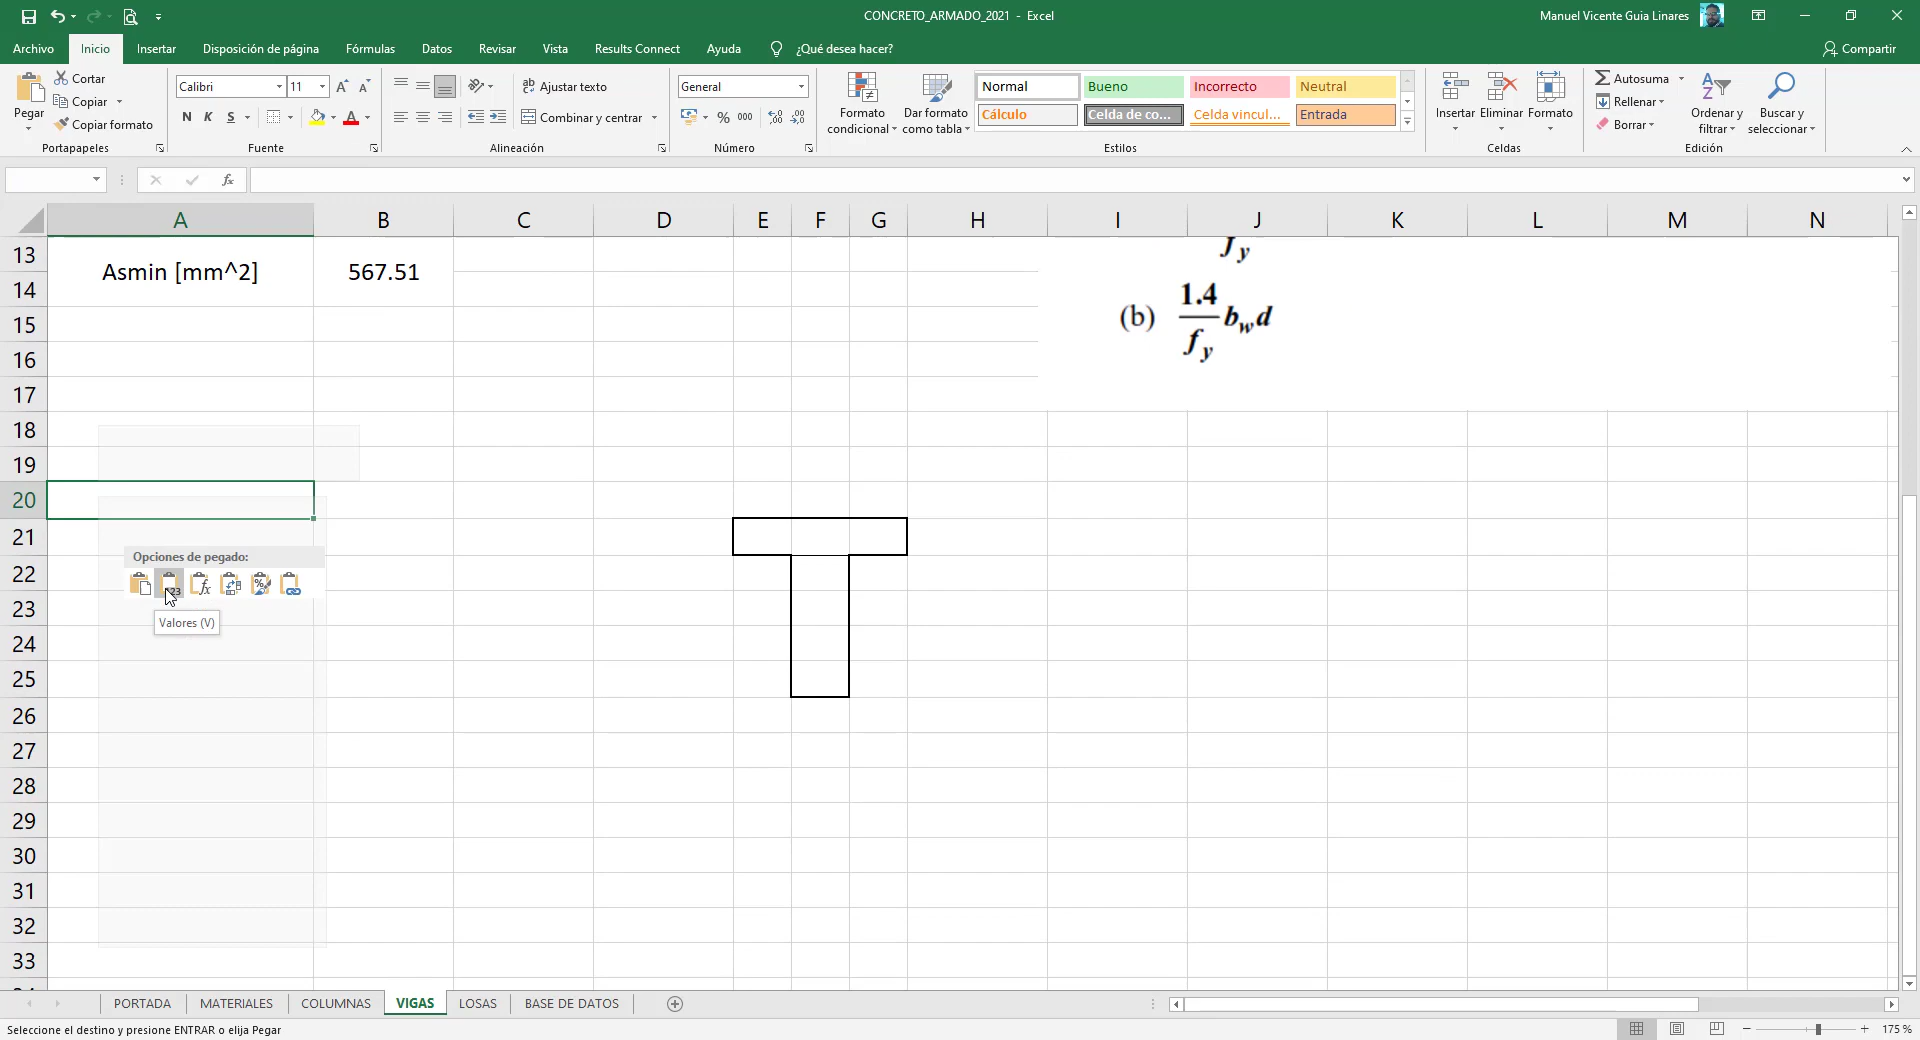 CONCRETO_ARMADO_2021 - Excel
Manuel Vicente Guia Linares
Archivo Inicio Insertar Disposición de página Fórmulas Datos Revisar Vista Results Connect Ayuda ¿Qué desea hacer? Compartir
Cortar
Copiar
Copiar formato
Pegar
Portapapeles
Calibri 11
N K S
Fuente
Ajustar texto
Combinar y centrar
Alineación
General
% 000
Número
Formato condicional
Dar formato como tabla
Normal Bueno Incorrecto Neutral
Cálculo Celda de co... Celda vincul... Entrada
Estilos
Insertar Eliminar Formato
Celdas
Autosuma
Rellenar
Borrar
Ordenar y filtrar
Buscar y seleccionar
Edición
fx
A B C D E F G H I J K L M N
13
Asmin [mm^2] 567.51
14
15
16
17
18
19
20
21
22
23
24
25
26
27
28
29
30
31
32
33
f y
(b) 1.4 / f y b w d
Opciones de pegado:
Valores (V)
PORTADA MATERIALES COLUMNAS VIGAS LOSAS BASE DE DATOS
Seleccione el destino y presione ENTRAR o elija Pegar
175 %